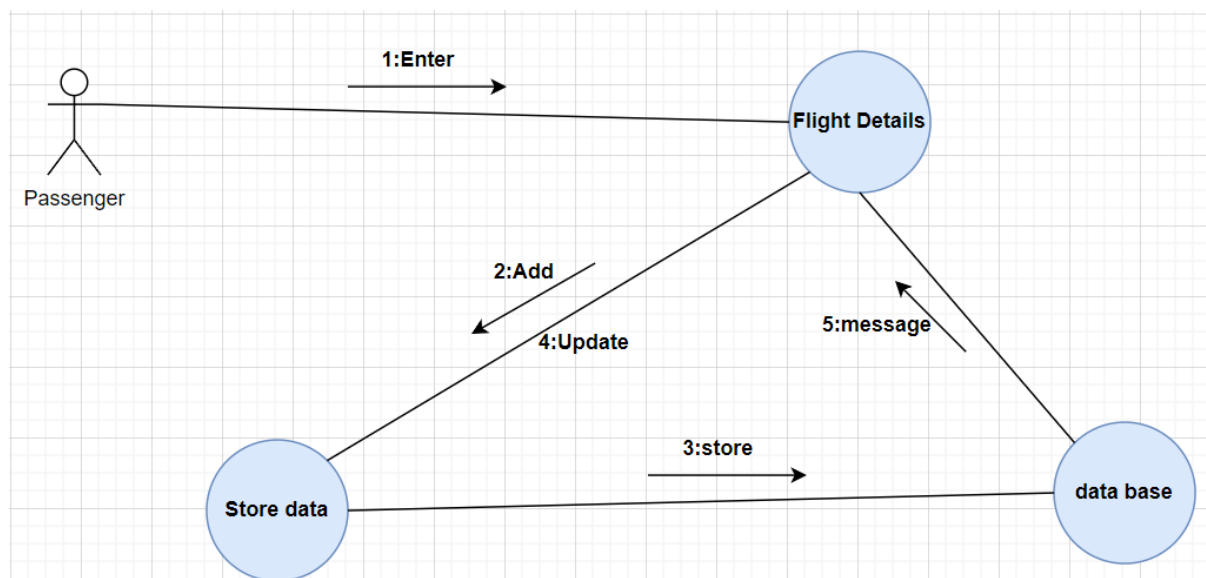 1:Enter
Flight Details
Passenger
2:Add
4:Update
5:message
3:store
Store data
data base